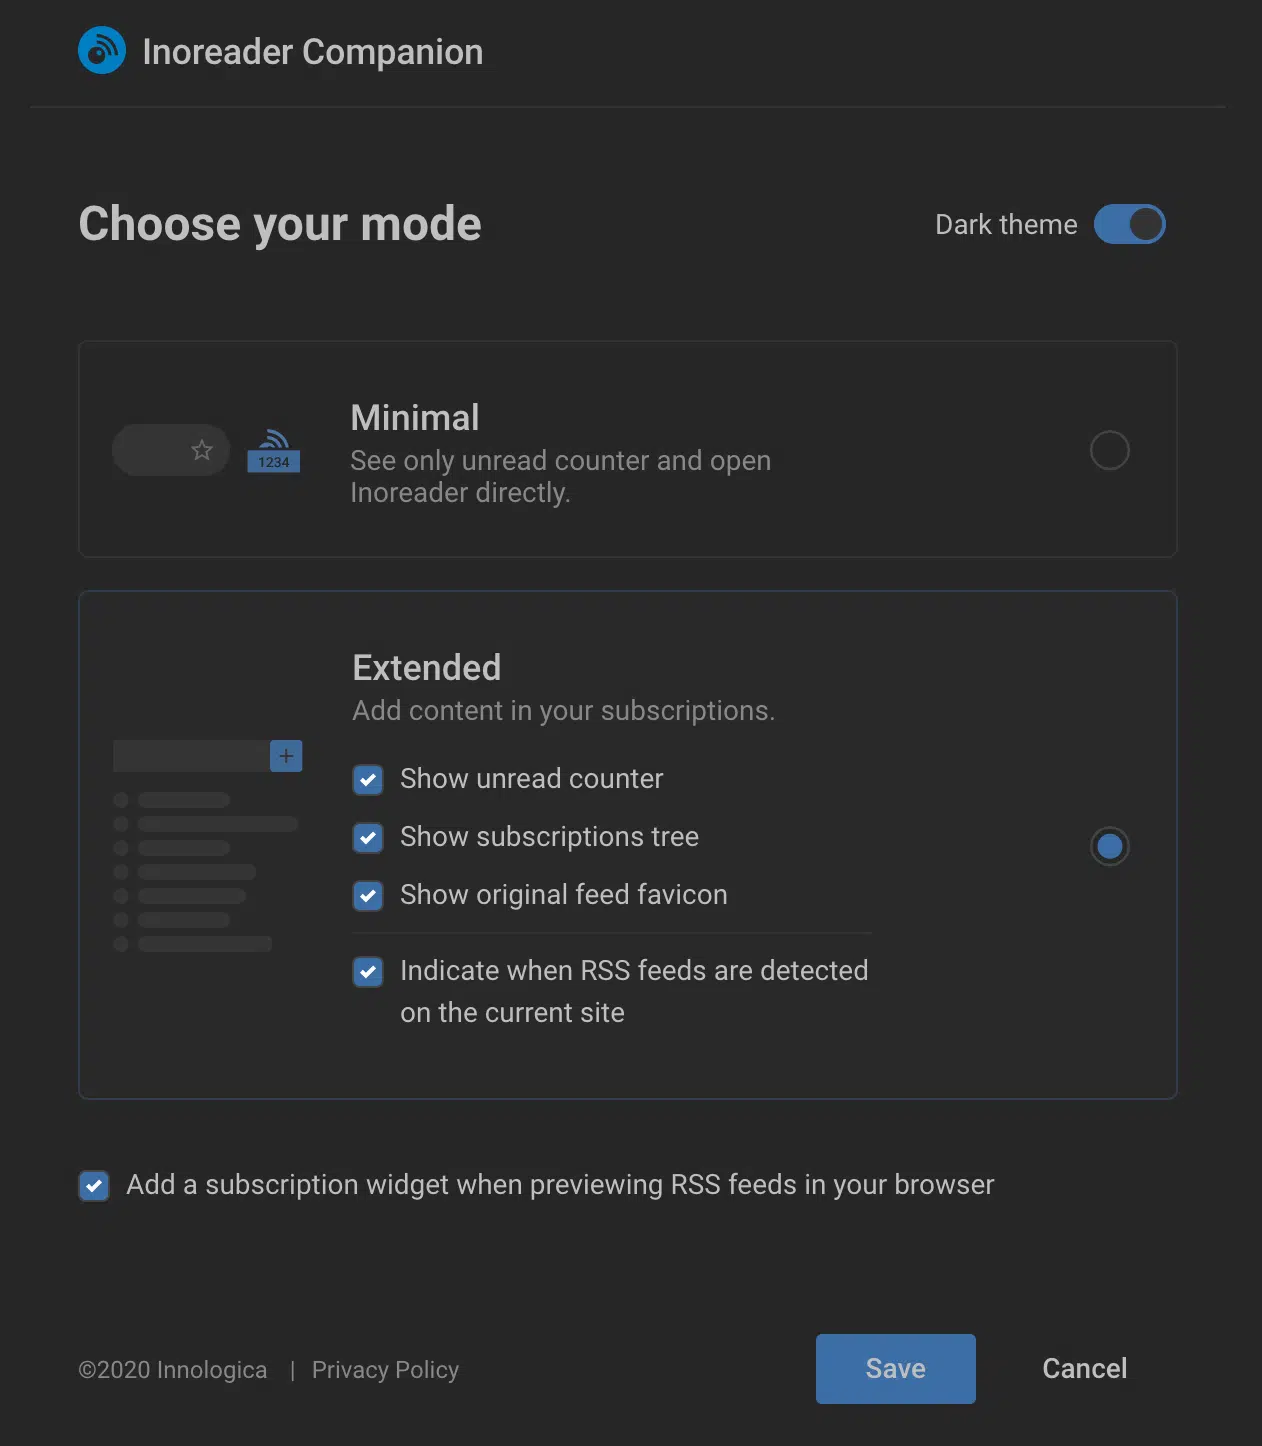 Inoreader Companion
Choose your mode
Dark theme
Minimal
See only unread counter and open
Inoreader directly.
1234
Extended
Add content in your subscriptions.
Show unread counter
Show subscriptions tree
Show original feed favicon
Indicate when RSS feeds are detected
on the current site
Add a subscription widget when previewing RSS feeds in your browser
©2020 Innologica | Privacy Policy
Save
Cancel